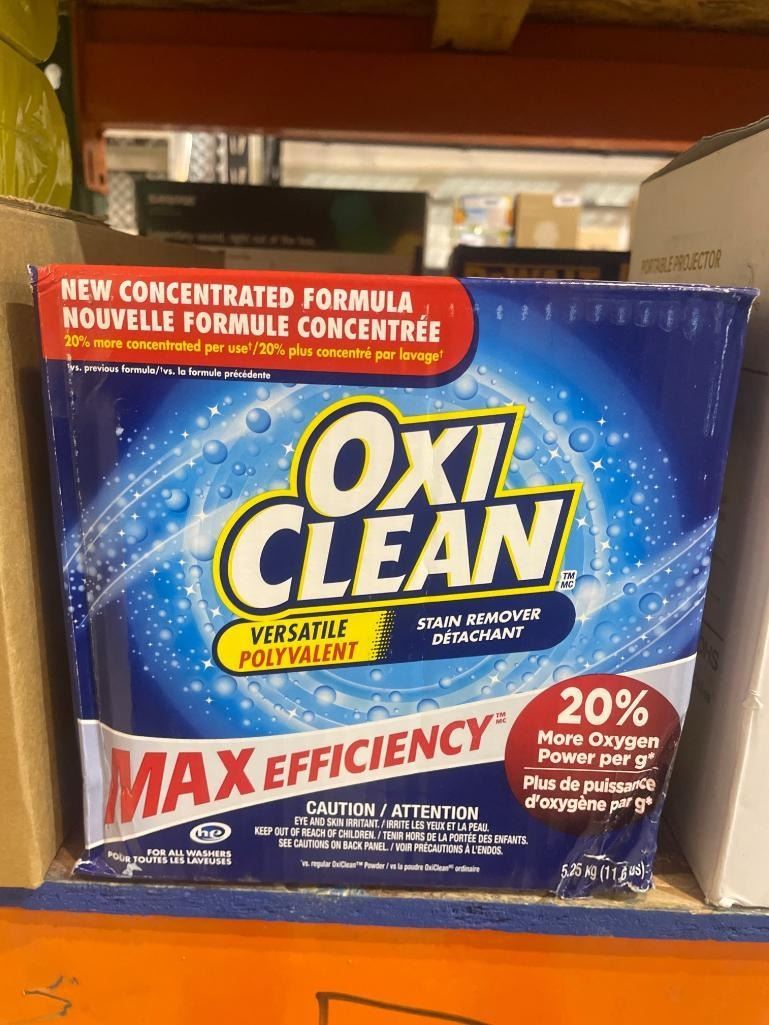 PORTABLE PROJECTOR
NEW CONCENTRATED FORMULA
NOUVELLE FORMULE CONCENTRÉE
20% more concentrated per use†/20% plus concentré par lavage†
†vs. previous formula/†vs. la formule précédente
OXI
CLEAN
TM
MC
VERSATILE
POLYVALENT
STAIN REMOVER
DÉTACHANT
MAX EFFICIENCY
TM
MC
20%
More Oxygen
Power per g*
Plus de puissance
d'oxygène par g*
CAUTION / ATTENTION
EYE AND SKIN IRRITANT. / IRRITE LES YEUX ET LA PEAU.
KEEP OUT OF REACH OF CHILDREN. / TENIR HORS DE LA PORTÉE DES ENFANTS.
SEE CAUTIONS ON BACK PANEL. / VOIR PRÉCAUTIONS À L'ENDOS.
*vs. regular OxiClean™ Powder / vs la poudre OxiClean MC ordinaire
he
FOR ALL WASHERS
POUR TOUTES LES LAVEUSES
5.25 kg (11.6